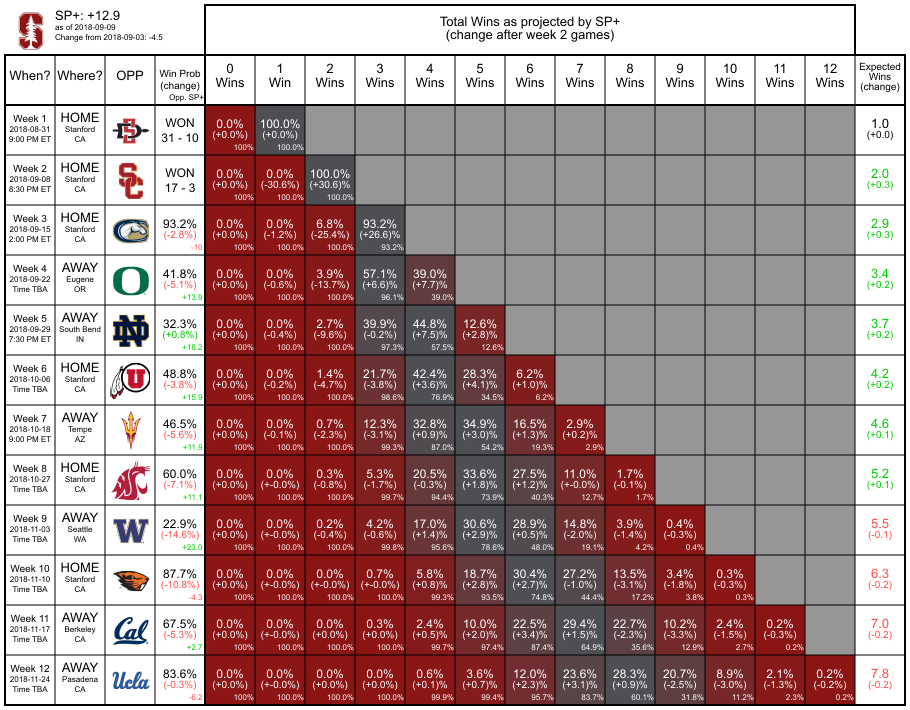 SP+: +12.9
as of 2018-09-09
Change from 2018-09-03: -4.5
Total Wins as projected by SP+
(change after week 2 games)
When? Where? OPP Win Prob (change) Opp. SP+ 0 Wins 1 Win 2 Wins 3 Wins 4 Wins 5 Wins 6 Wins 7 Wins 8 Wins 9 Wins 10 Wins 11 Wins 12 Wins Expected Wins (change)
Week 1 HOME 0.0% 100.0% 1.0
2018-08-31 Stanford WON (+0.0%) (+0.0%) (+0.0)
9:00 PM ET CA 31 - 10 100% 100.0%
Week 2 HOME 0.0% 0.0% 100.0% 2.0
2018-09-08 Stanford SC WON (+0.0%) (-30.6%) (+30.6)% (+0.3)
8:30 PM ET CA 17 - 3 100% 100.0% 100.0%
Week 3 HOME 93.2% 0.0% 0.0% 6.8% 93.2% 2.9
2018-09-15 Stanford (-2.8%) (+0.0%) (-1.2%) (-25.4%) (+26.6)% (+0.3)
2:00 PM ET CA -10 100% 100.0% 100.0% 93.2%
Week 4 AWAY 41.8% 0.0% 0.0% 3.9% 57.1% 39.0% 3.4
2018-09-22 Eugene O (-5.1%) (+0.0%) (-0.6%) (-13.7%) (+6.6)% (+7.7)% (+0.2)
Time TBA OR +13.9 100% 100.0% 100.0% 96.1% 39.0%
Week 5 AWAY 32.3% 0.0% 0.0% 2.7% 39.9% 44.8% 12.6% 3.7
2018-09-29 South Bend ND (+0.8%) (+0.0%) (-0.4%) (-9.6%) (-0.2%) (+7.5)% (+2.8)% (+0.2)
7:30 PM ET IN +18.2 100% 100.0% 100.0% 97.3% 57.5% 12.6%
Week 6 HOME 48.8% 0.0% 0.0% 1.4% 21.7% 42.4% 28.3% 6.2% 4.2
2018-10-06 Stanford U (-3.8%) (+0.0%) (-0.2%) (-4.7%) (-3.8%) (+3.6)% (+4.1)% (+1.0)% (+0.2)
Time TBA CA +15.9 100% 100.0% 100.0% 98.6% 76.9% 34.5% 6.2%
Week 7 AWAY 46.5% 0.0% 0.0% 0.7% 12.3% 32.8% 34.9% 16.5% 2.9% 4.6
2018-10-18 Tempe (-5.6%) (+0.0%) (-0.1%) (-2.3%) (-3.1%) (+0.9)% (+3.0)% (+1.3)% (+0.2)% (+0.1)
9:00 PM ET AZ +11.9 100% 100.0% 100.0% 99.3% 87.0% 54.2% 19.3% 2.9%
Week 8 HOME 60.0% 0.0% 0.0% 0.3% 5.3% 20.5% 33.6% 27.5% 11.0% 1.7% 5.2
2018-10-27 Stanford (-7.1%) (+0.0%) (+-0.0%) (-0.8%) (-1.7%) (-0.3%) (+1.8)% (+1.2)% (+-0.0%) (-0.1%) (+0.1)
Time TBA CA +11.1 100% 100.0% 100.0% 99.7% 94.4% 73.9% 40.3% 12.7% 1.7%
Week 9 AWAY 22.9% 0.0% 0.0% 0.2% 4.2% 17.0% 30.6% 28.9% 14.8% 3.9% 0.4% 5.5
2018-11-03 Seattle W (-14.6%) (+0.0%) (+-0.0%) (-0.4%) (-0.6%) (+1.4)% (+2.9)% (+0.5)% (-2.0%) (-1.4%) (-0.3%) (-0.1)
Time TBA WA +23.0 100% 100.0% 100.0% 99.8% 95.6% 78.6% 48.0% 19.1% 4.2% 0.4%
Week 10 HOME 87.7% 0.0% 0.0% 0.0% 0.7% 5.8% 18.7% 30.4% 27.2% 13.5% 3.4% 0.3% 6.3
2018-11-10 Stanford (-10.8%) (+0.0%) (+-0.0%) (+-0.0%) (+-0.0%) (+0.8)% (+2.8)% (+2.7)% (-1.0%) (-3.1%) (-1.8%) (-0.3%) (-0.2)
Time TBA CA -4.3 100% 100.0% 100.0% 100.0% 99.3% 93.5% 74.8% 44.4% 17.2% 3.8% 0.3%
Week 11 AWAY 67.5% 0.0% 0.0% 0.0% 0.3% 2.4% 10.0% 22.5% 29.4% 22.7% 10.2% 2.4% 0.2% 7.0
2018-11-17 Berkeley Cal (-5.3%) (+0.0%) (+-0.0%) (+-0.0%) (+-0.0%) (+0.5)% (+2.0)% (+3.4)% (+1.5)% (-2.3%) (-3.3%) (-1.5%) (-0.3%) (-0.2)
Time TBA CA +2.7 100% 100.0% 100.0% 100.0% 99.7% 97.4% 87.4% 64.9% 35.6% 12.9% 2.7% 0.2%
Week 12 AWAY 83.6% 0.0% 0.0% 0.0% 0.0% 0.6% 3.6% 12.0% 23.6% 28.3% 20.7% 8.9% 2.1% 0.2% 7.8
2018-11-24 Pasadena Ucla (-0.3%) (+0.0%) (+-0.0%) (+-0.0%) (+-0.0%) (+0.1)% (+0.7)% (+2.3)% (+3.1)% (+0.9)% (-2.5%) (-3.0%) (-1.3%) (-0.2%) (-0.2)
Time TBA CA -6.2 100% 100.0% 100.0% 100.0% 99.9% 99.4% 95.7% 83.7% 60.1% 31.8% 11.2% 2.3% 0.2%